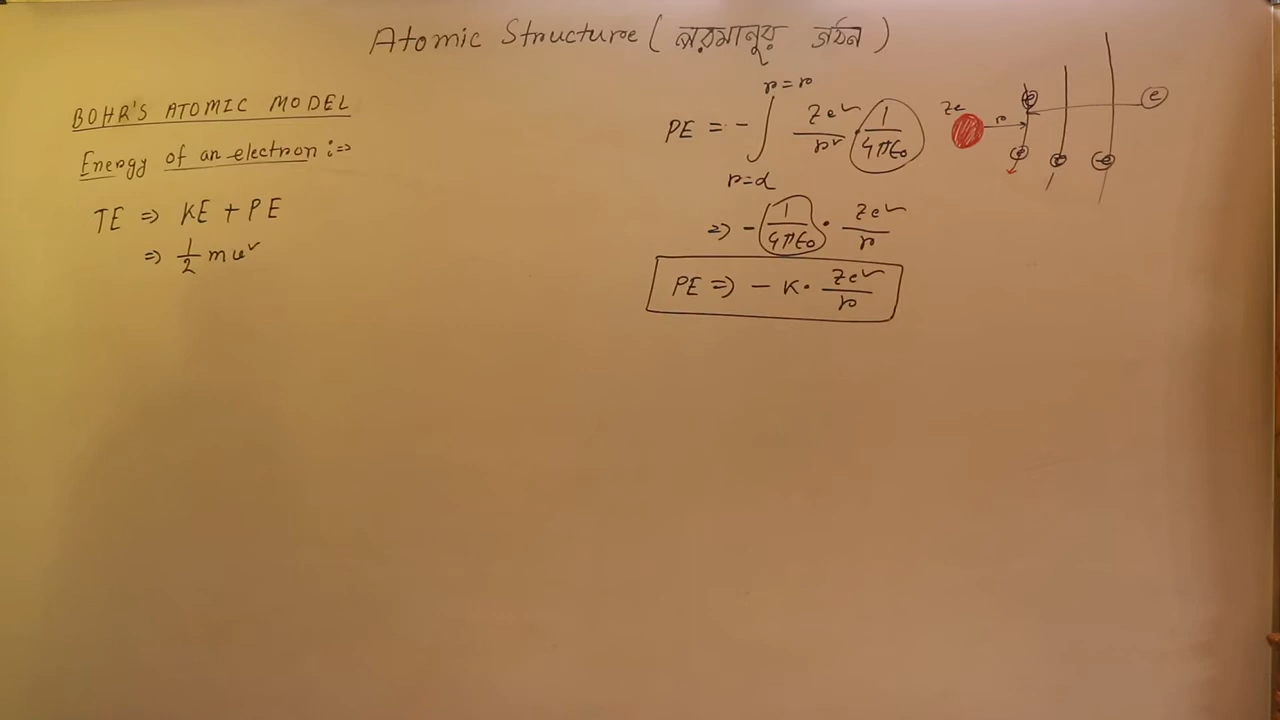 Atomic Structure ( পরমানুর গঠন )
BOHR'S ATOMIC MODEL
Energy of an electron :⇒
TE ⇒ KE + PE
⇒ 1/2 mv²
r=r
PE = - ∫ Ze²/r² · 1/4πε₀
r=α
⇒ - 1/4πε₀ · Ze²/r
PE ⇒ - K · Ze²/r
Ze
r
e
e
e
e
e